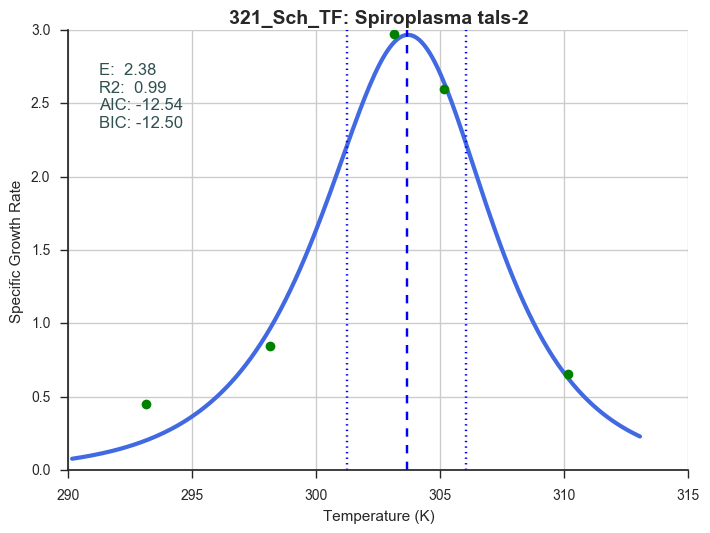 321_Sch_TF: Spiroplasma tals-2
E:  2.38
R2:  0.99
AIC: -12.54
BIC: -12.50
Specific Growth Rate
3.0
2.5
2.0
1.5
1.0
0.5
0.0
290 295 300 305 310 315
Temperature (K)